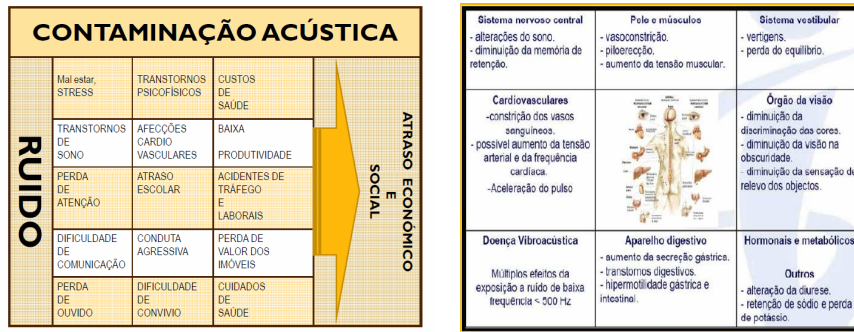 CONTAMINAÇÃO ACÚSTICA
RUIDO
Mal estar,
STRESS
TRANSTORNOS
PSICOFÍSICOS
CUSTOS
DE
SAÚDE
TRANSTORNOS
DE
SONO
AFECÇÕES
CARDIO
VASCULARES
BAIXA
PRODUTIVIDADE
PERDA
DE
ATENÇÃO
ATRASO
ESCOLAR
ACIDENTES DE
TRÁFEGO
E
LABORAIS
DIFICULDADE
DE
COMUNICAÇÃO
CONDUTA
AGRESSIVA
PERDA DE
VALOR DOS
IMÓVEIS
PERDA
DE
OUVIDO
DIFICULDADE
DE
CONVIVIO
CUIDADOS
DE
SAÚDE
ATRASO ECONÓMICO
E
SOCIAL
Sistema nervoso central
- alterações do sono.
- diminuição da memória de
retenção.
Pele e músculos
- vasoconstrição.
- piloerecção.
- aumento da tensão muscular.
Sistema vestibular
- vertigens.
- perda do equilíbrio.
Cardiovasculares
-constrição dos vasos
sanguíneos.
- possível aumento da tensão
arterial e da frequência
cardíaca.
-Aceleração do pulso
Órgão da visão
- diminuição da
discriminação das cores.
- diminuição da visão na
obscuridade.
- diminuição da sensação de
relevo dos objectos.
Doença Vibroacústica
Múltiplos efeitos da
exposição a ruído de baixa
frequência < 500 Hz
Aparelho digestivo
- aumento da secreção gástrica.
- transtornos digestivos.
- hipermotilidade gástrica e
intestinal.
Hormonais e metabólicos
Outros
- alteração da diurese.
- retenção de sódio e perda
de potássio.